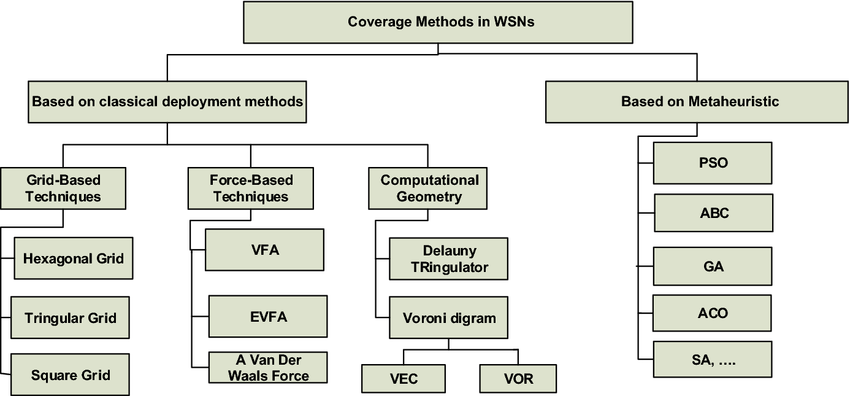 Coverage Methods in WSNs
Based on classical deployment methods
Based on Metaheuristic
Grid-Based
Techniques
Force-Based
Techniques
Computational
Geometry
PSO
ABC
GA
ACO
SA, ....
Hexagonal Grid
Tringular Grid
Square Grid
VFA
EVFA
A Van Der
Waals Force
Delauny
TRingulator
Voroni digram
VEC
VOR